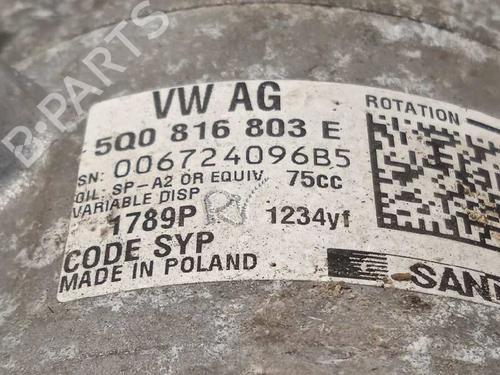 B-PARTS
VW AG
ROTATION
5Q0 816 803 E
SN: 006724096B5
OIL: SP-A2 OR EQUIV. 75cc
VARIABLE DISP
1789P 1234yf
CODE SYP
MADE IN POLAND